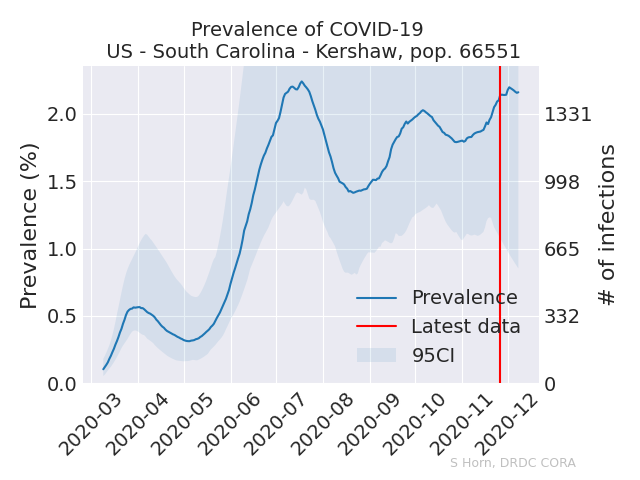 Prevalence of COVID-19
US - South Carolina - Kershaw, pop. 66551
Prevalence (%)
2.0
1.5
1.0
0.5
0.0
1331
998
665
332
0
# of infections
Prevalence
Latest data
95CI
2020-03
2020-04
2020-05
2020-06
2020-07
2020-08
2020-09
2020-10
2020-11
2020-12
S Horn, DRDC CORA